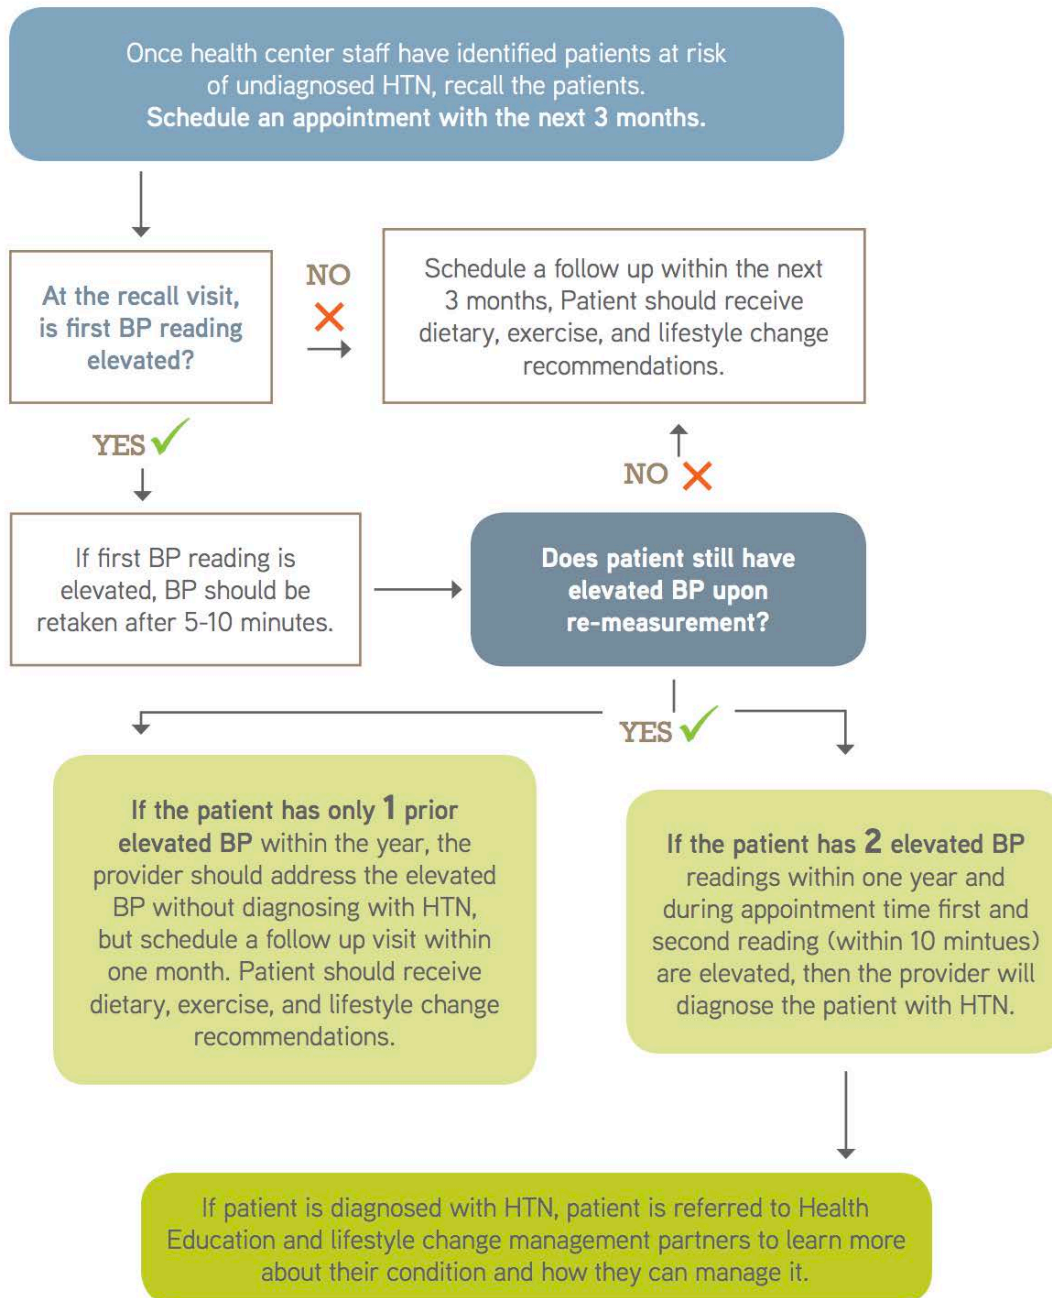 Once health center staff have identified patients at risk
of undiagnosed HTN, recall the patients.
Schedule an appointment with the next 3 months.
At the recall visit,
is first BP reading
elevated?
NO
Schedule a follow up within the next
3 months, Patient should receive
dietary, exercise, and lifestyle change
recommendations.
YES
NO
If first BP reading is
elevated, BP should be
retaken after 5-10 minutes.
Does patient still have
elevated BP upon
re-measurement?
YES
If the patient has only 1 prior
elevated BP within the year, the
provider should address the elevated
BP without diagnosing with HTN,
but schedule a follow up visit within
one month. Patient should receive
dietary, exercise, and lifestyle change
recommendations.
If the patient has 2 elevated BP
readings within one year and
during appointment time first and
second reading (within 10 mintues)
are elevated, then the provider will
diagnose the patient with HTN.
If patient is diagnosed with HTN, patient is referred to Health
Education and lifestyle change management partners to learn more
about their condition and how they can manage it.